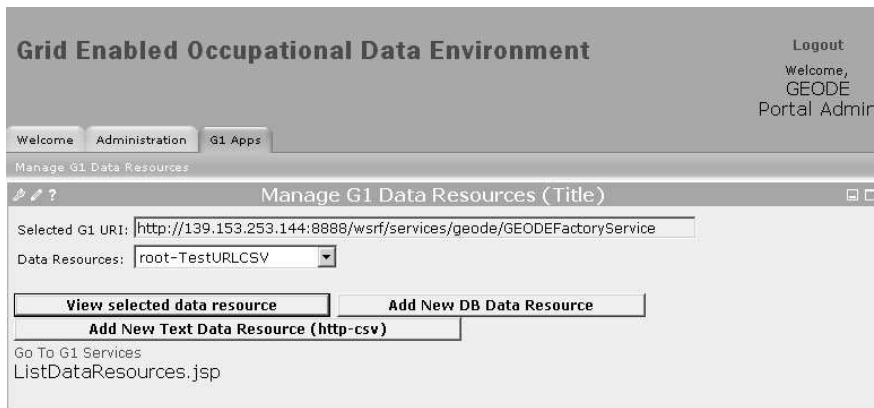 Grid Enabled Occupational Data Environment
Logout
Welcome,
GEODE
Portal Admin
Welcome Administration G1 Apps
Manage G1 Data Resources
? Manage G1 Data Resources (Title)
Selected G1 URI: http://139.153.253.144:8888/wsrf/services/geode/GEODEFactoryService
Data Resources: root-TestURLCSV
View selected data resource Add New DB Data Resource
Add New Text Data Resource (http-csv)
Go To G1 Services
ListDataResources.jsp